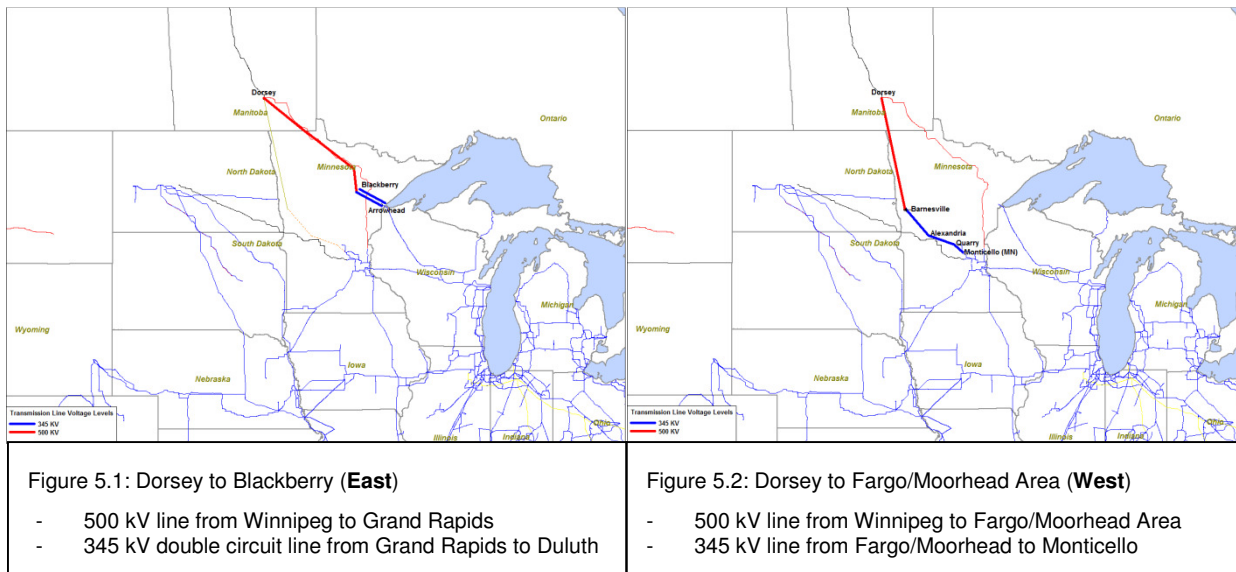 Dorsey
Manitoba
Ontario
North Dakota
Minnesota
Blackberry
Arrowhead
South Dakota
Wisconsin
Michigan
Wyoming
Iowa
Nebraska
Illinois
Indiana
Ohio
Transmission Line Voltage Levels
345 KV
500 KV
Dorsey
Manitoba
Ontario
North Dakota
Minnesota
Barnesville
Alexandria
South Dakota
Quarry
Monticello (MN)
Wisconsin
Michigan
Wyoming
Iowa
Nebraska
Illinois
Indiana
Ohio
Transmission Line Voltage Levels
345 KV
500 KV
Figure 5.1: Dorsey to Blackberry (East)
- 500 kV line from Winnipeg to Grand Rapids
- 345 kV double circuit line from Grand Rapids to Duluth
Figure 5.2: Dorsey to Fargo/Moorhead Area (West)
- 500 kV line from Winnipeg to Fargo/Moorhead Area
- 345 kV line from Fargo/Moorhead to Monticello